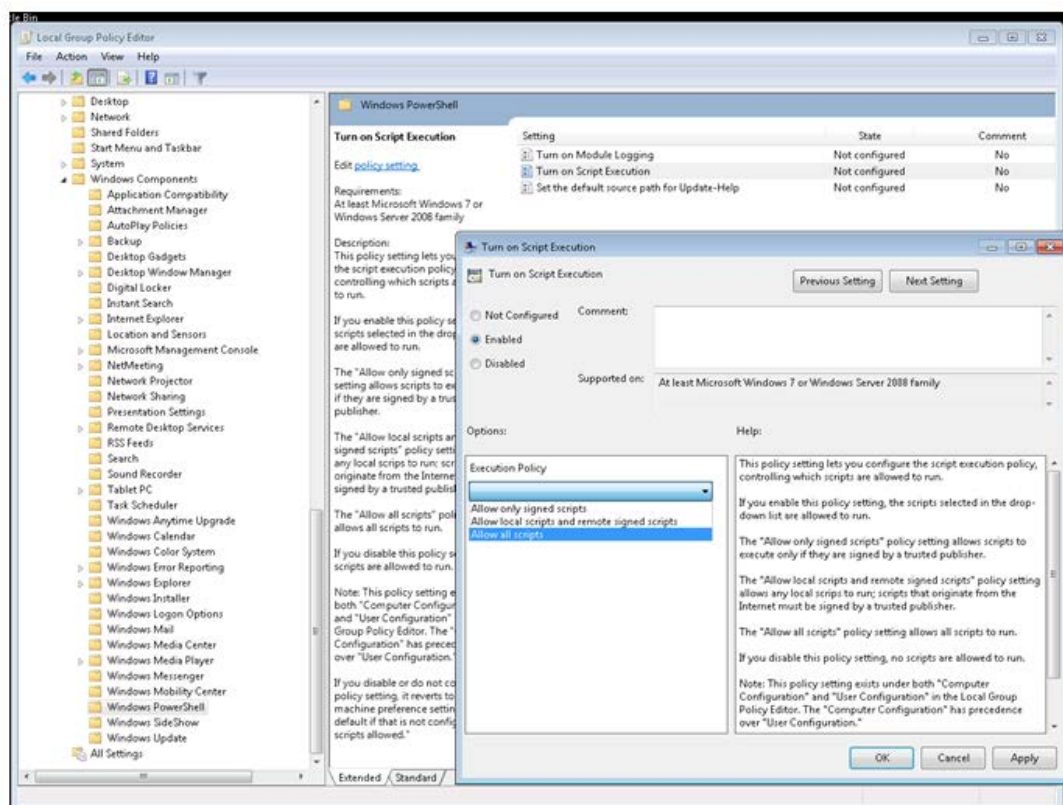 le Bin
Local Group Policy Editor
File Action View Help
Desktop
Network
Shared Folders
Start Menu and Taskbar
System
Windows Components
Application Compatibility
Attachment Manager
AutoPlay Policies
Backup
Desktop Gadgets
Desktop Window Manager
Digital Locker
Instant Search
Internet Explorer
Location and Sensors
Microsoft Management Console
NetMeeting
Network Projector
Network Sharing
Presentation Settings
Remote Desktop Services
RSS Feeds
Search
Sound Recorder
Tablet PC
Task Scheduler
Windows Anytime Upgrade
Windows Calendar
Windows Color System
Windows Error Reporting
Windows Explorer
Windows Installer
Windows Logon Options
Windows Mail
Windows Media Center
Windows Media Player
Windows Messenger
Windows Mobility Center
Windows PowerShell
Windows SideShow
Windows Update
All Settings
Windows PowerShell
Turn on Script Execution
Edit policy setting
Requirements:
At least Microsoft Windows 7 or
Windows Server 2008 family
Description:
This policy setting lets you
the script execution policy
controlling which scripts a
to run.
If you enable this policy se
scripts selected in the drop
are allowed to run.
The "Allow only signed sc
setting allows scripts to ex
if they are signed by a trus
publisher.
The "Allow local scripts an
signed scripts" policy setti
any local scrips to run; scr
originate from the Interne
signed by a trusted publisl
The "Allow all scripts" poli
allows all scripts to run.
If you disable this policy s
scripts are allowed to run.
Note: This policy setting e
both "Computer Configur
and "User Configuration"
Group Policy Editor. The "
Configuration" has preced
over "User Configuration."
If you disable or do not co
policy setting, it reverts to
machine preference settin
default if that is not config
scripts allowed."
Extended Standard
Setting State Comment
Turn on Module Logging Not configured No
Turn on Script Execution Not configured No
Set the default source path for Update-Help Not configured No
Turn on Script Execution
Turn on Script Execution
Previous Setting Next Setting
Not Configured
Enabled
Disabled
Comment:
Supported on: At least Microsoft Windows 7 or Windows Server 2008 family
Options: Help:
Execution Policy
Allow only signed scripts
Allow local scripts and remote signed scripts
Allow all scripts
This policy setting lets you configure the script execution policy,
controlling which scripts are allowed to run.
If you enable this policy setting, the scripts selected in the drop-
down list are allowed to run.
The "Allow only signed scripts" policy setting allows scripts to
execute only if they are signed by a trusted publisher.
The "Allow local scripts and remote signed scripts" policy setting
allows any local scrips to run; scripts that originate from the
Internet must be signed by a trusted publisher.
The "Allow all scripts" policy setting allows all scripts to run.
If you disable this policy setting, no scripts are allowed to run.
Note: This policy setting exists under both "Computer
Configuration" and "User Configuration" in the Local Group
Policy Editor. The "Computer Configuration" has precedence
over "User Configuration."
OK Cancel Apply